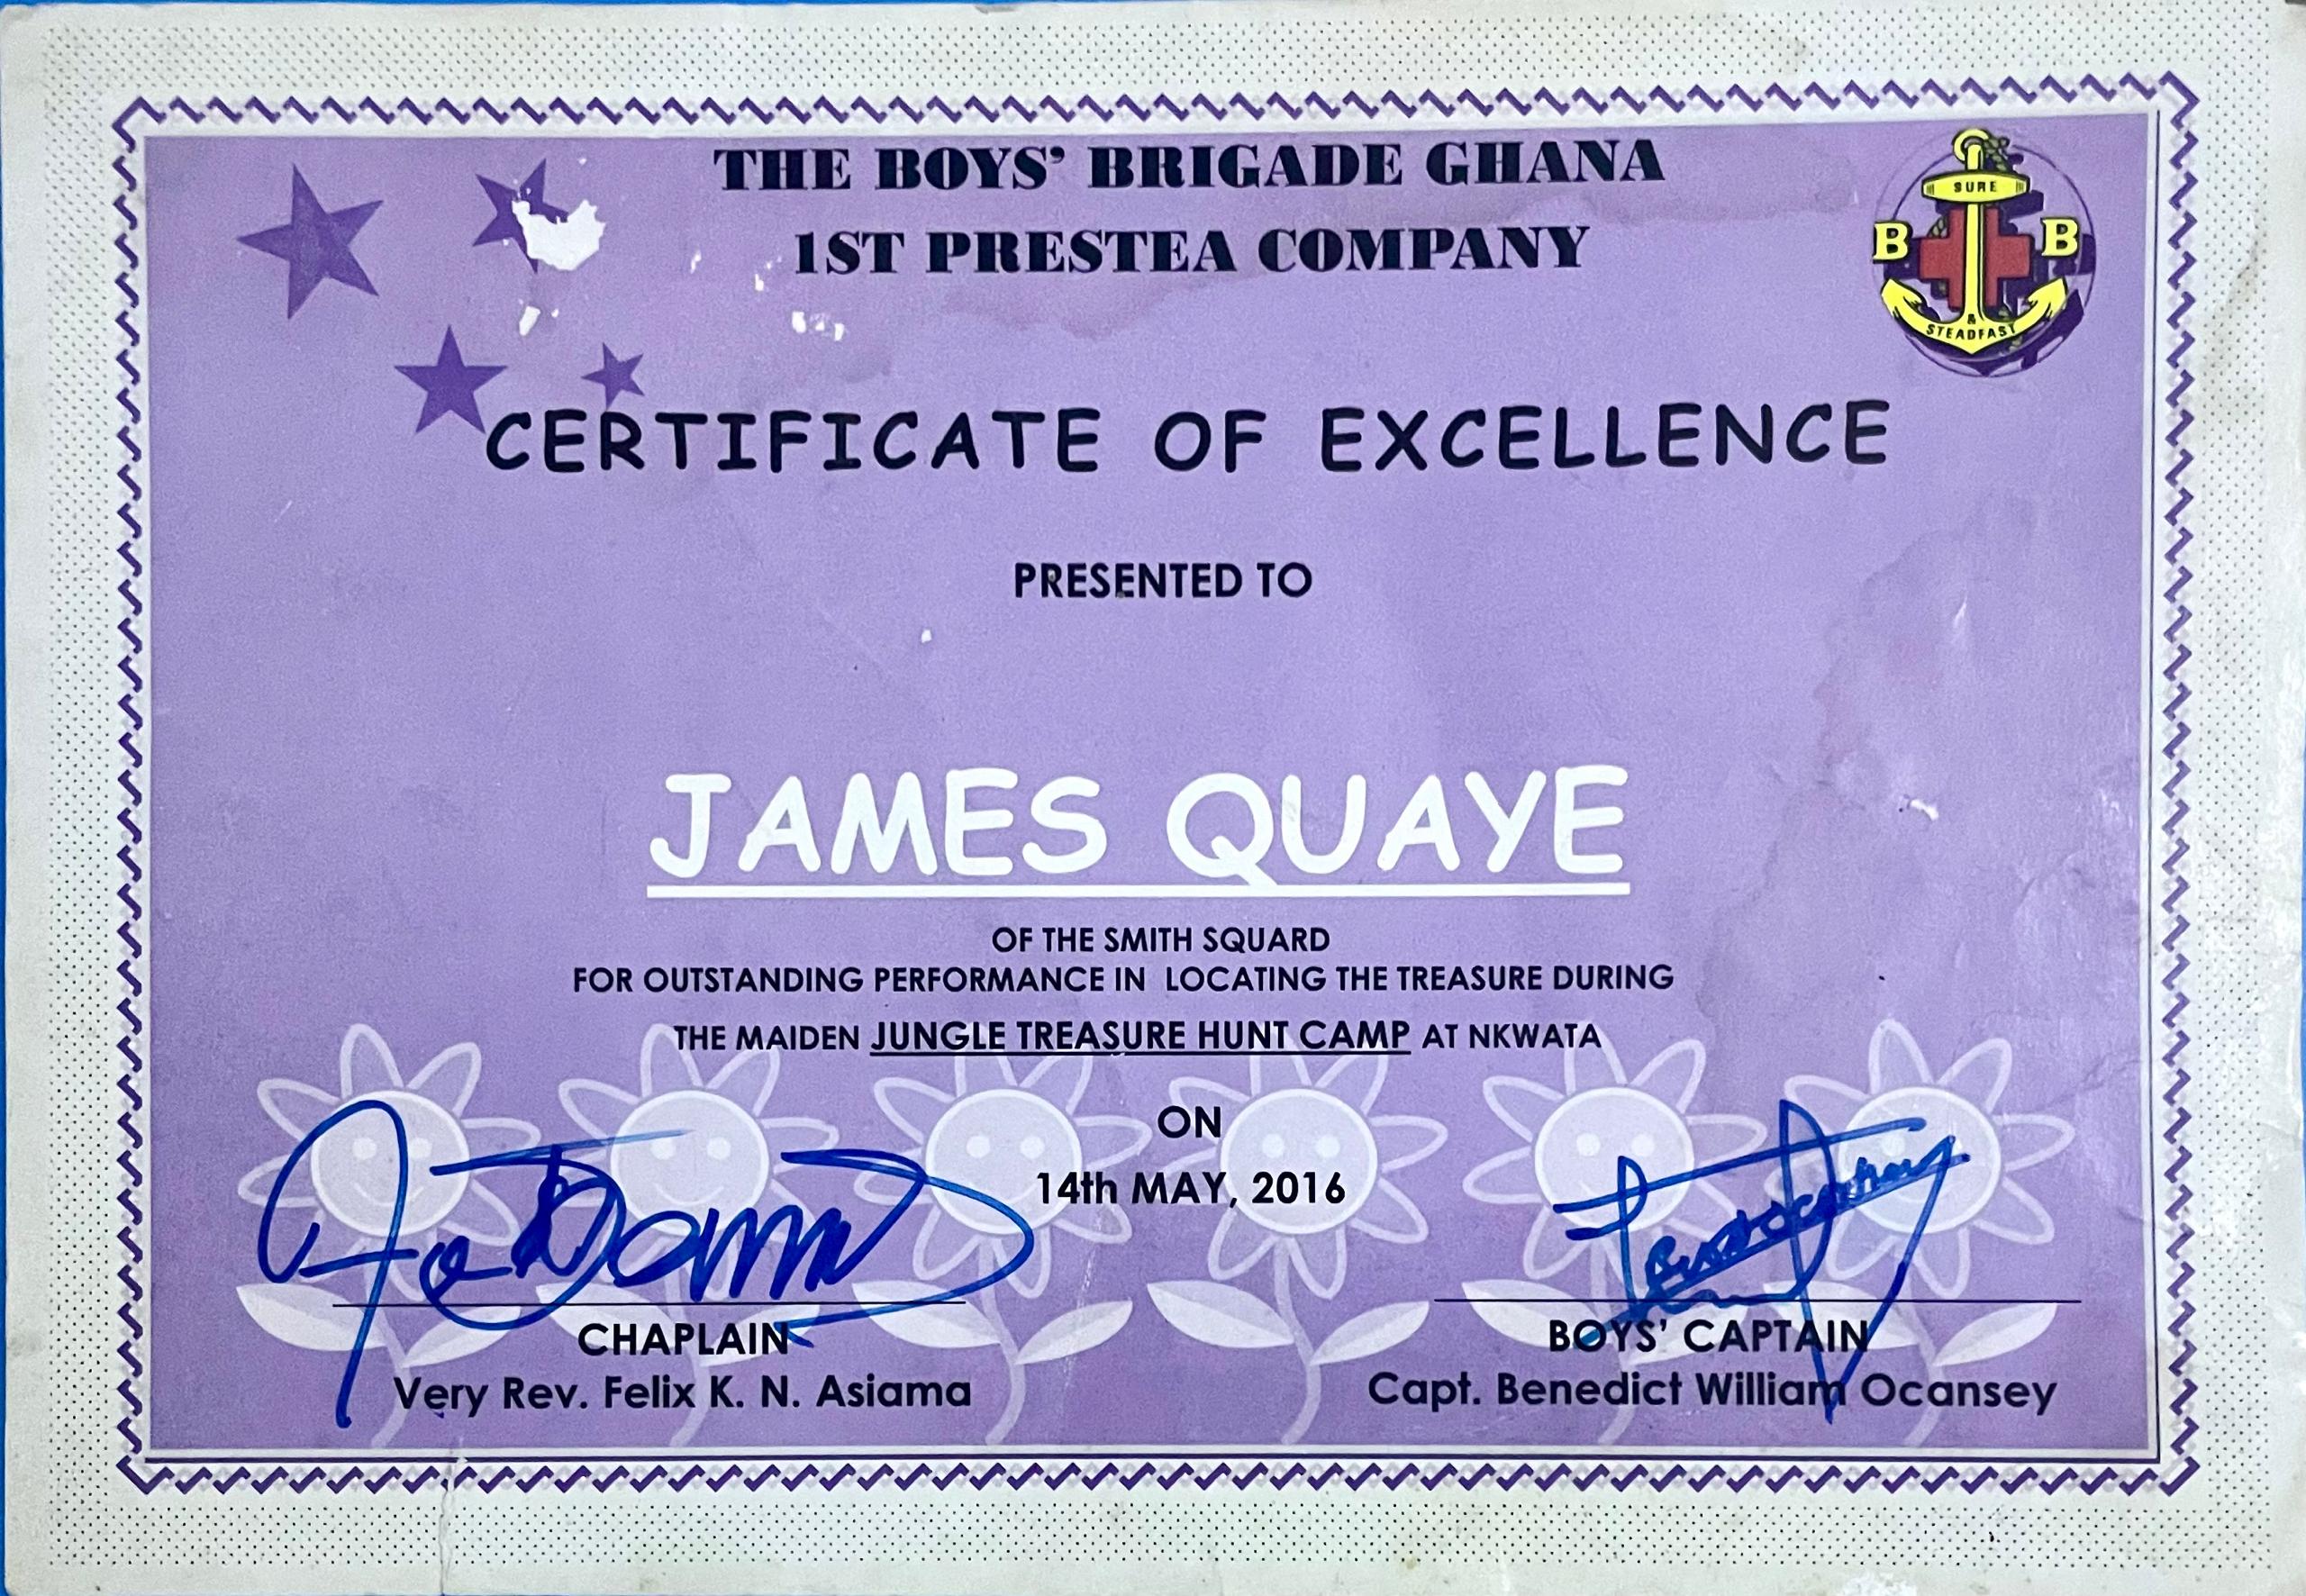 THE BOYS' BRIGADE GHANA
1ST PRESTEA COMPANY
SURE
B B
&
STEADFAST
CERTIFICATE OF EXCELLENCE
PRESENTED TO
JAMES QUAYE
OF THE SMITH SQUARD
FOR OUTSTANDING PERFORMANCE IN LOCATING THE TREASURE DURING
THE MAIDEN JUNGLE TREASURE HUNT CAMP AT NKWATA
ON
14th MAY, 2016
CHAPLAIN
Very Rev. Felix K. N. Asiama
BOYS' CAPTAIN
Capt. Benedict William Ocansey